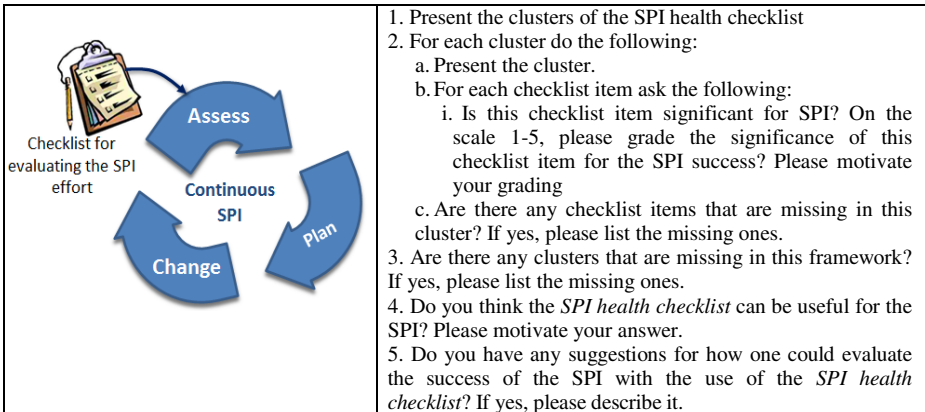 Assess
Checklist for
evaluating the SPI
effort
Continuous
SPI
Plan
Change
1. Present the clusters of the SPI health checklist
2. For each cluster do the following:
a. Present the cluster.
b. For each checklist item ask the following:
i. Is this checklist item significant for SPI? On the
scale 1-5, please grade the significance of this
checklist item for the SPI success? Please motivate
your grading
c. Are there any checklist items that are missing in this
cluster? If yes, please list the missing ones.
3. Are there any clusters that are missing in this framework?
If yes, please list the missing ones.
4. Do you think the SPI health checklist can be useful for the
SPI? Please motivate your answer.
5. Do you have any suggestions for how one could evaluate
the success of the SPI with the use of the SPI health
checklist? If yes, please describe it.